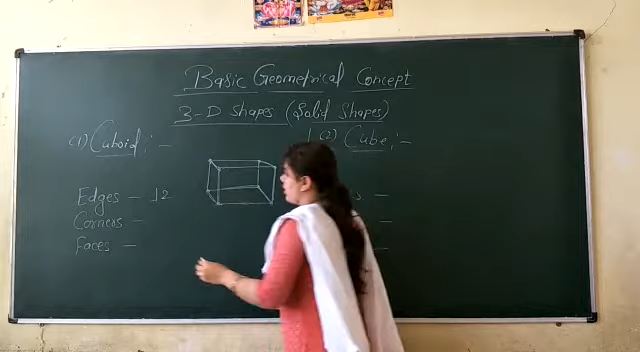 Basic Geometrical Concept
3-D Shapes (Solid Shapes)
(1) Cuboid :-
Edges - 12
Corners -
Faces -
(2) Cube :-